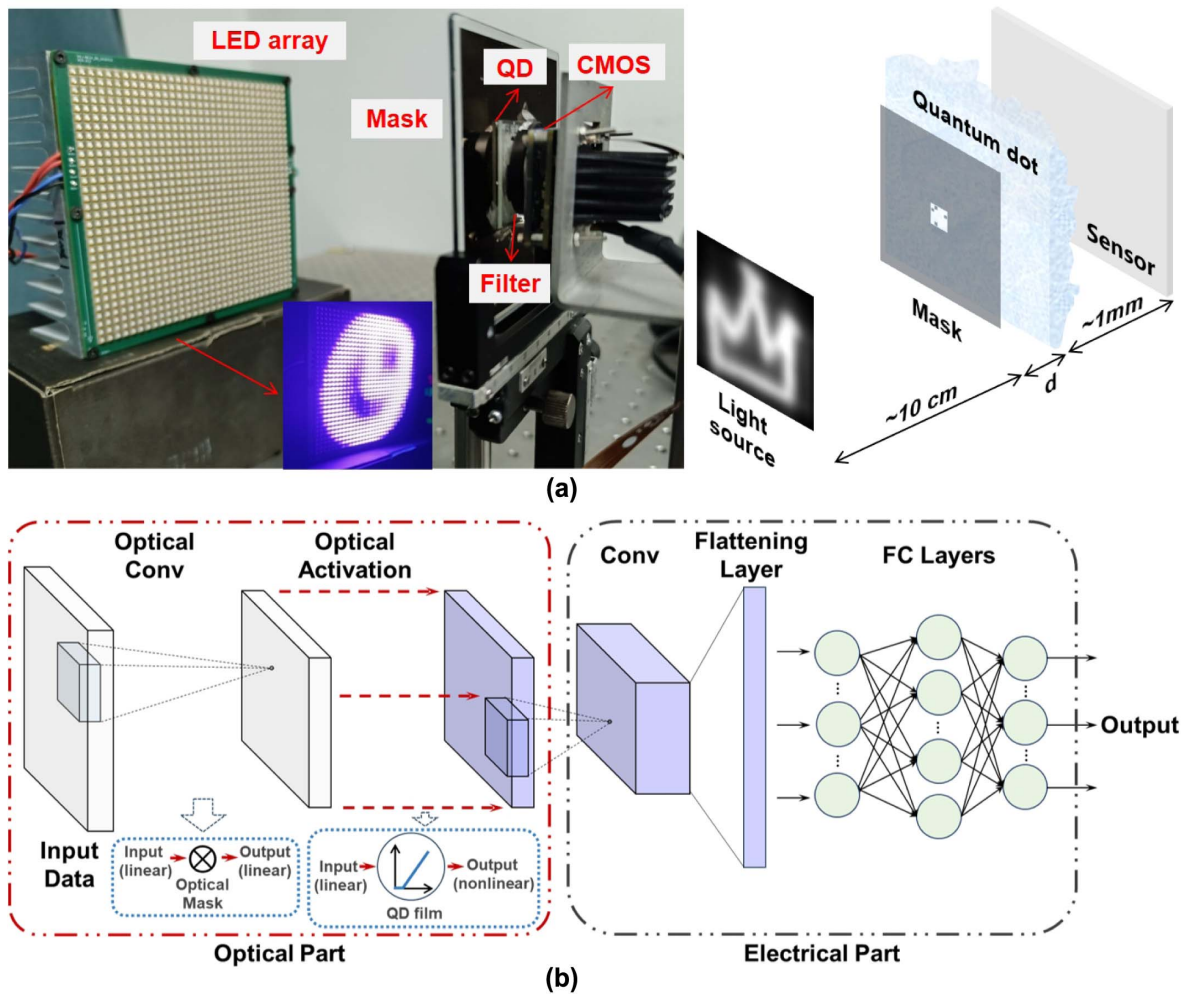 LED array
QD
CMOS
Mask
Filter
Quantum dot
Sensor
Mask
Light
source
~10 cm
d
~1mm
(a)
Optical
Conv
Optical
Activation
Conv
Flattening
Layer
FC Layers
Output
Input
Data
Input
(linear)
Output
(linear)
Optical
Mask
Input
(linear)
Output
(nonlinear)
QD film
Optical Part
Electrical Part
(b)